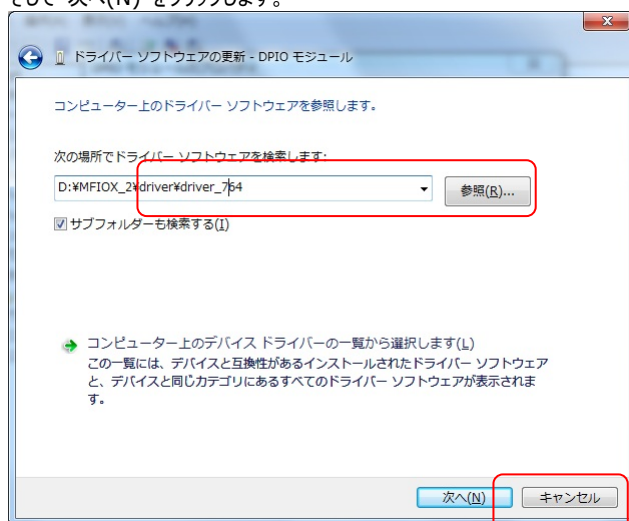 そして 次へ(N) をクリックします。
ドライバー ソフトウェアの更新 - DPIO モジュール
コンピューター上のドライバー ソフトウェアを参照します。
次の場所でドライバー ソフトウェアを検索します:
D:¥MFIOX_2¥driver¥driver_764
参照(R)...
サブフォルダーも検索する(I)
コンピューター上のデバイス ドライバーの一覧から選択します(L)
この一覧には、デバイスと互換性があるインストールされたドライバー ソフトウェア
と、デバイスと同じカテゴリにあるすべてのドライバー ソフトウェアが表示されま
す。
次へ(N)
キャンセル